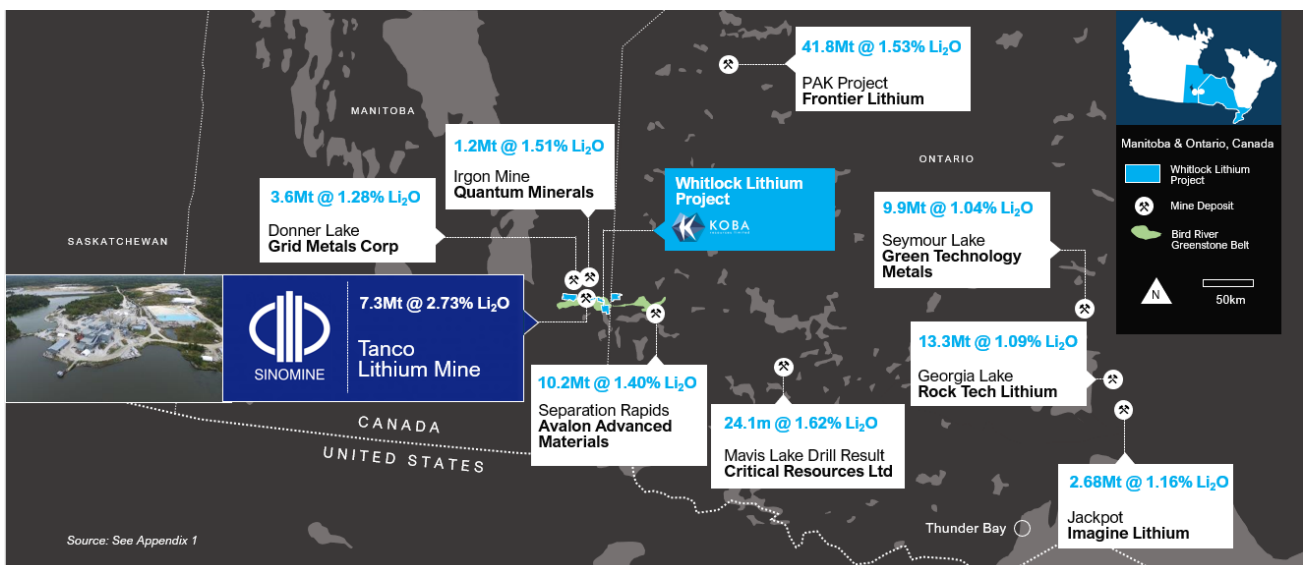 41.8Mt @ 1.53% Li₂O
PAK Project
Frontier Lithium
MANITOBA
1.2Mt @ 1.51% Li₂O
Irgon Mine
Quantum Minerals
ONTARIO
Manitoba & Ontario, Canada
Whitlock Lithium
Project
Mine Deposit
Bird River
Greenstone Belt
N
50km
3.6Mt @ 1.28% Li₂O
Donner Lake
Grid Metals Corp
Whitlock Lithium
Project
KOBA
9.9Mt @ 1.04% Li₂O
Seymour Lake
Green Technology
Metals
SASKATCHEWAN
SINOMINE
7.3Mt @ 2.73% Li₂O
Tanco
Lithium Mine
13.3Mt @ 1.09% Li₂O
Georgia Lake
Rock Tech Lithium
10.2Mt @ 1.40% Li₂O
Separation Rapids
Avalon Advanced
Materials
24.1m @ 1.62% Li₂O
Mavis Lake Drill Result
Critical Resources Ltd
CANADA
UNITED STATES
2.68Mt @ 1.16% Li₂O
Jackpot
Imagine Lithium
Thunder Bay
Source: See Appendix 1